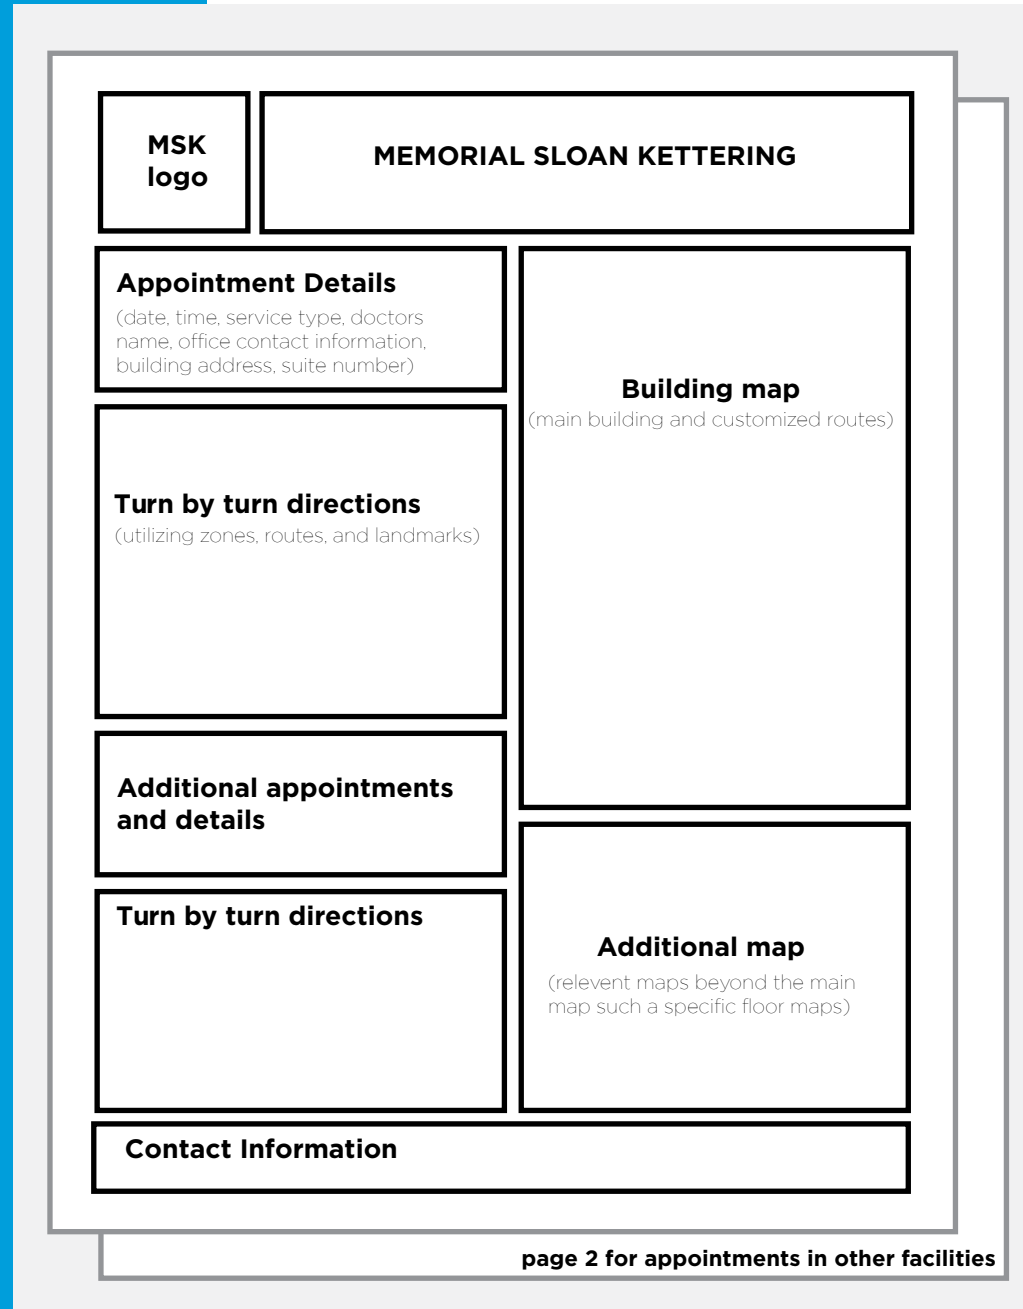 MSK
logo
MEMORIAL SLOAN KETTERING
Appointment Details
(date, time, service type, doctors
name, office contact information,
building address, suite number)
Turn by turn directions
(utilizing zones, routes, and landmarks)
Additional appointments
and details
Turn by turn directions
Building map
(main building and customized routes)
Additional map
(relevent maps beyond the main
map such a specific floor maps)
Contact Information
page 2 for appointments in other facilities